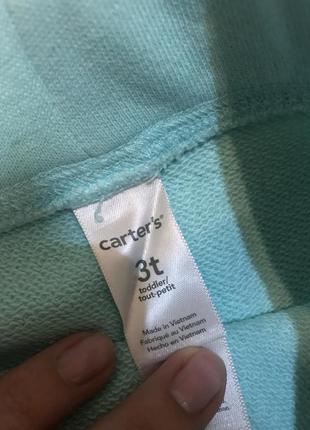 carter's®
3t
toddler/
tout-petit
Made in Vietnam
Fabriqué au Vietnam
Hecho en Vietnam